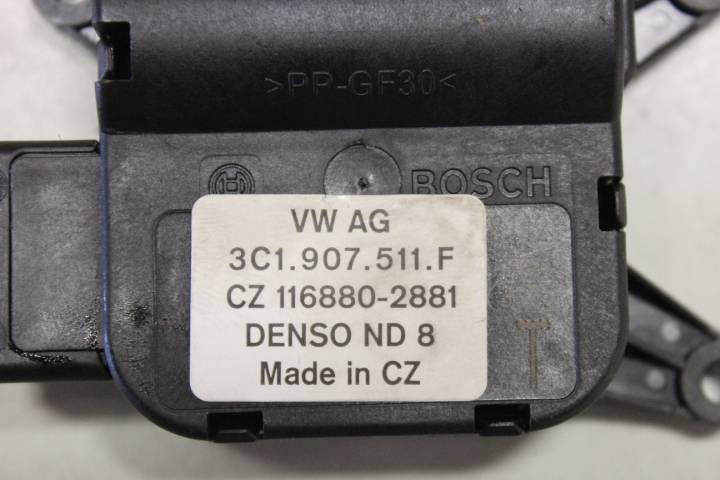 >PP-GF30<
BOSCH
VW AG
3C1.907.511.F
CZ 116880-2881
DENSO ND 8
Made in CZ
T